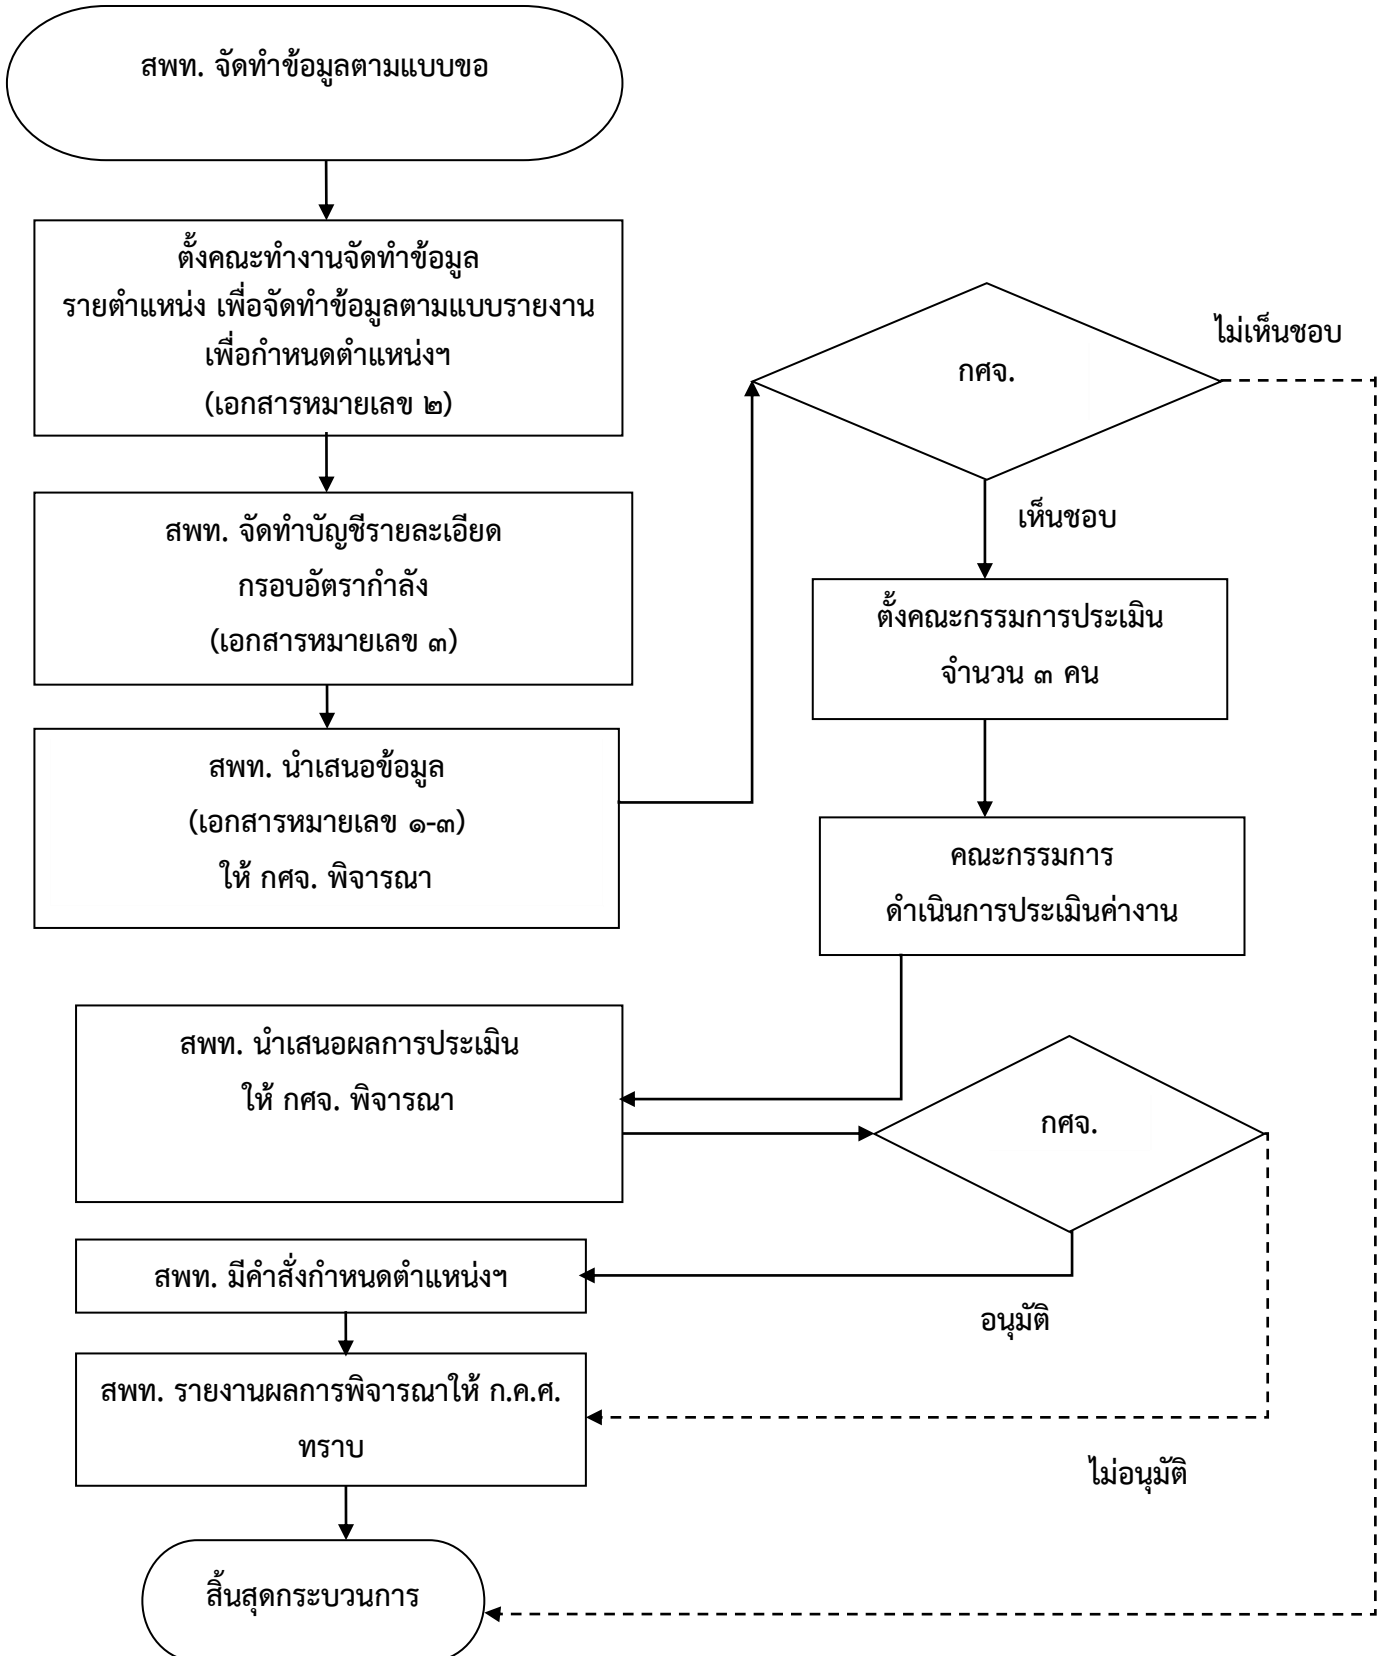 สพท. จัดทำข้อมูลตามแบบขอ
ตั้งคณะทำงานจัดทำข้อมูล
รายตำแหน่ง เพื่อจัดทำข้อมูลตามแบบรายงาน
เพื่อกำหนดตำแหน่งฯ
(เอกสารหมายเลข ๒)
สพท. จัดทำบัญชีรายละเอียด
กรอบอัตรากำลัง
(เอกสารหมายเลข ๓)
สพท. นำเสนอข้อมูล
(เอกสารหมายเลข ๑-๓)
ให้ กศจ. พิจารณา
กศจ.
ไม่เห็นชอบ
เห็นชอบ
ตั้งคณะกรรมการประเมิน
จำนวน ๓ คน
คณะกรรมการ
ดำเนินการประเมินค่างาน
สพท. นำเสนอผลการประเมิน
ให้ กศจ. พิจารณา
กศจ.
อนุมัติ
สพท. มีคำสั่งกำหนดตำแหน่งฯ
สพท. รายงานผลการพิจารณาให้ ก.ค.ศ.
ทราบ
ไม่อนุมัติ
สิ้นสุดกระบวนการ